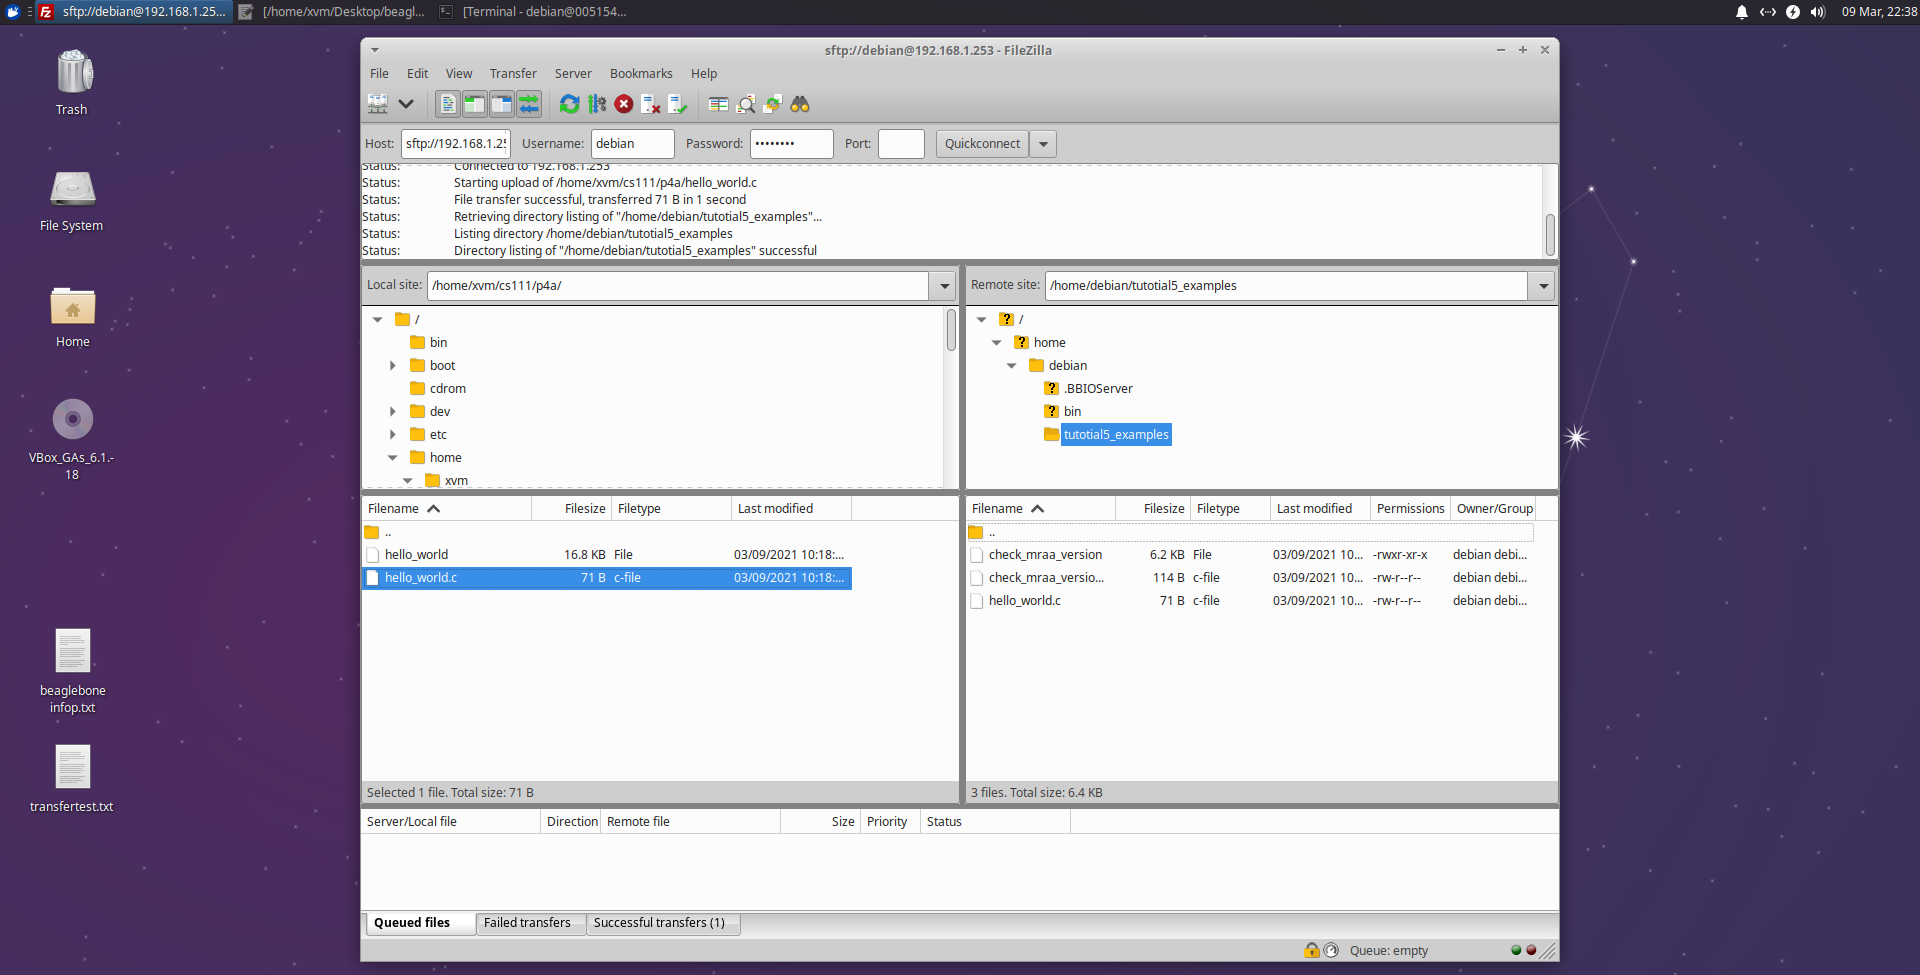 sftp://debian@192.168.1.25... [/home/xvm/Desktop/beagl... [Terminal - debian@005154... 09 Mar, 22:38
Trash
File System
Home
VBox_GAs_6.1.-
18
beaglebone
infop.txt
transfertest.txt
sftp://debian@192.168.1.253 - FileZilla
File Edit View Transfer Server Bookmarks Help
Host: sftp://192.168.1.25 Username: debian Password: •••••••• Port: Quickconnect
Status: Connected to 192.168.1.253
Status: Starting upload of /home/xvm/cs111/p4a/hello_world.c
Status: File transfer successful, transferred 71 B in 1 second
Status: Retrieving directory listing of "/home/debian/tutotial5_examples"...
Status: Listing directory /home/debian/tutotial5_examples
Status: Directory listing of "/home/debian/tutotial5_examples" successful
Local site: /home/xvm/cs111/p4a/
/
bin
boot
cdrom
dev
etc
home
xvm
Remote site: /home/debian/tutotial5_examples
/
home
debian
.BBIOServer
bin
tutotial5_examples
Filename Filesize Filetype Last modified
..
hello_world 16.8 KB File 03/09/2021 10:18:...
hello_world.c 71 B c-file 03/09/2021 10:18:...
Selected 1 file. Total size: 71 B
Filename Filesize Filetype Last modified Permissions Owner/Group
..
check_mraa_version 6.2 KB File 03/09/2021 10... -rwxr-xr-x debian debi...
check_mraa_versio... 114 B c-file 03/09/2021 10... -rw-r--r-- debian debi...
hello_world.c 71 B c-file 03/09/2021 10... -rw-r--r-- debian debi...
3 files. Total size: 6.4 KB
Server/Local file Direction Remote file Size Priority Status
Queued files Failed transfers Successful transfers (1)
Queue: empty